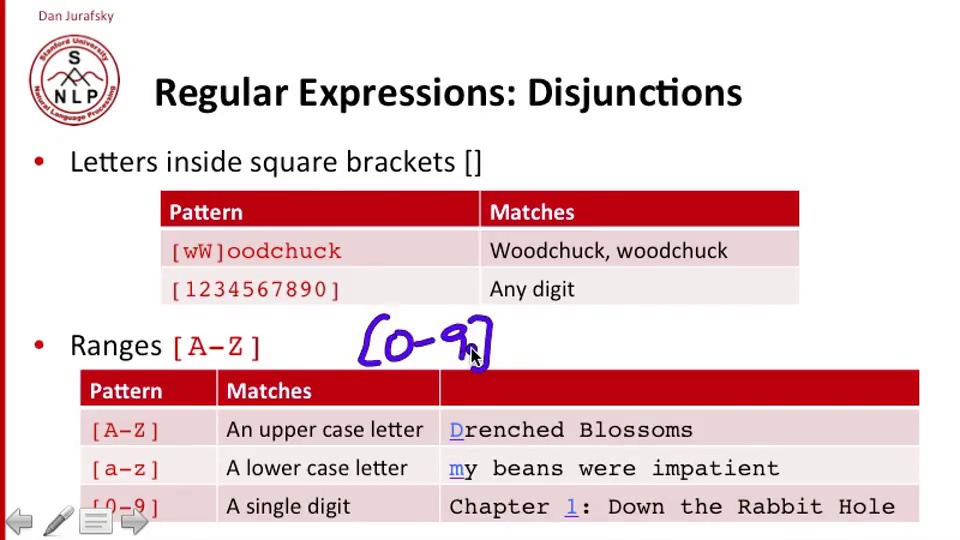 Dan Jurafsky
Stanford University
S
NLP
Natural Language Processing
Regular Expressions: Disjunctions
• Letters inside square brackets []
Pattern Matches
[wW]oodchuck Woodchuck, woodchuck
[1234567890] Any digit
• Ranges [A-Z] [0-9]
Pattern Matches
[A-Z] An upper case letter Drenched Blossoms
[a-z] A lower case letter my beans were impatient
[0-9] A single digit Chapter 1: Down the Rabbit Hole